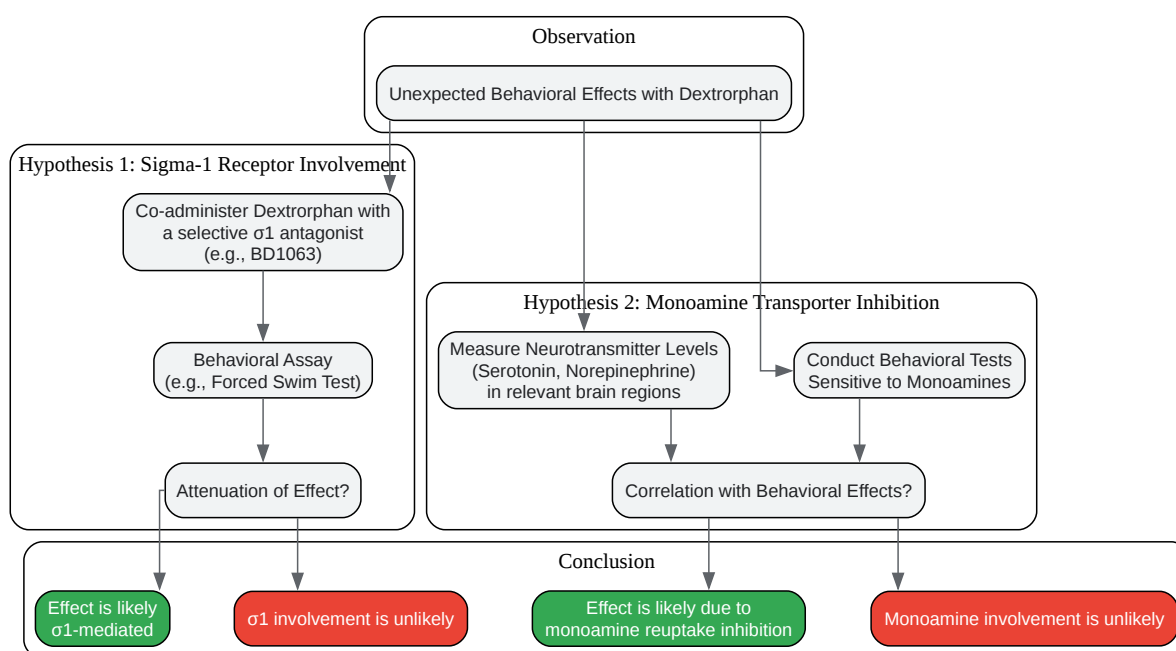 Observation
Unexpected Behavioral Effects with Dextrorphan
Hypothesis 1: Sigma-1 Receptor Involvement
Co-administer Dextrorphan with
a selective σ1 antagonist
(e.g., BD1063)
Behavioral Assay
(e.g., Forced Swim Test)
Attenuation of Effect?
Hypothesis 2: Monoamine Transporter Inhibition
Measure Neurotransmitter Levels
(Serotonin, Norepinephrine)
in relevant brain regions
Conduct Behavioral Tests
Sensitive to Monoamines
Correlation with Behavioral Effects?
Conclusion
Effect is likely
σ1-mediated
σ1 involvement is unlikely
Effect is likely due to
monoamine reuptake inhibition
Monoamine involvement is unlikely